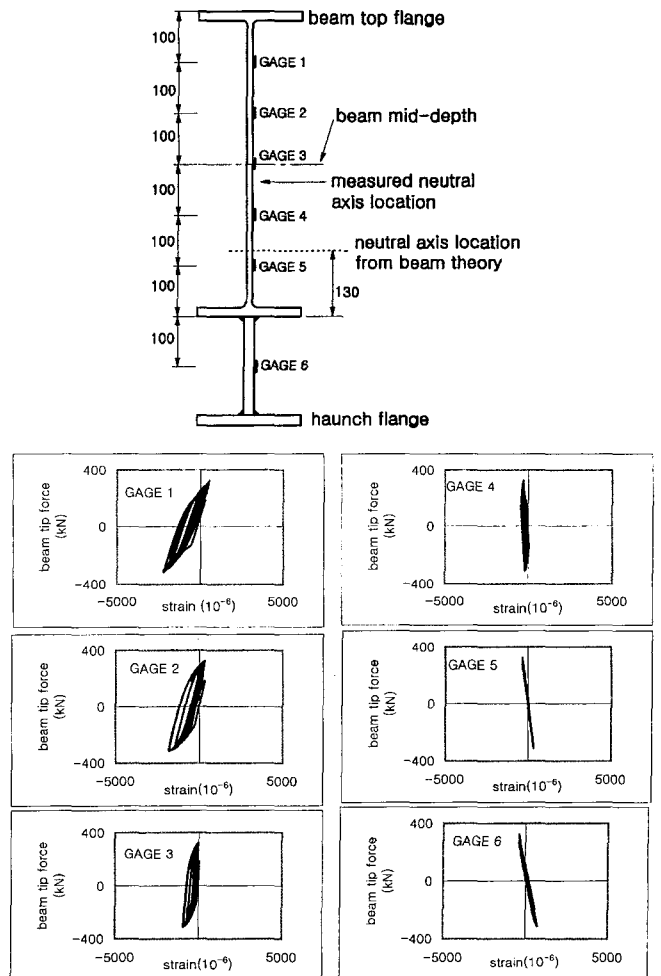 beam top flange
100
GAGE 1
100
GAGE 2
100
beam mid-depth
100
GAGE 3
measured neutral
axis location
100
GAGE 4
100
neutral axis location
from beam theory
100
GAGE 5
130
100
GAGE 6
haunch flange
400
GAGE 1
beam tip force
(kN)
0
-400
-5000
strain (10⁻⁶)
5000
400
GAGE 4
beam tip force
(kN)
0
-400
-5000
strain (10⁻⁶)
5000
400
GAGE 2
beam tip force
(kN)
0
-400
-5000
strain(10⁻⁶)
5000
400
GAGE 5
beam tip force
(kN)
0
-400
-5000
strain(10⁻⁶)
5000
400
GAGE 3
beam tip force
(kN)
0
-400
-5000
strain(10⁻⁶)
5000
400
GAGE 6
beam tip force
(kN)
0
-400
-5000
strain(10⁻⁶)
5000